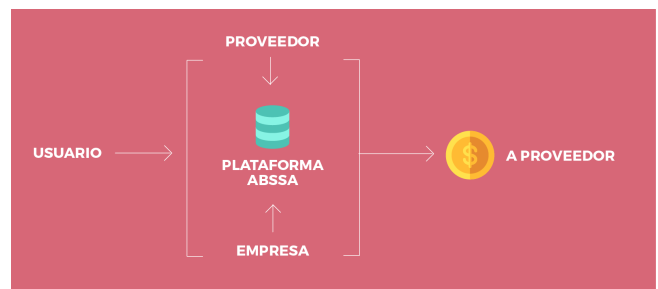 PROVEEDOR
USUARIO
PLATAFORMA
ABSSA
EMPRESA
$
A PROVEEDOR